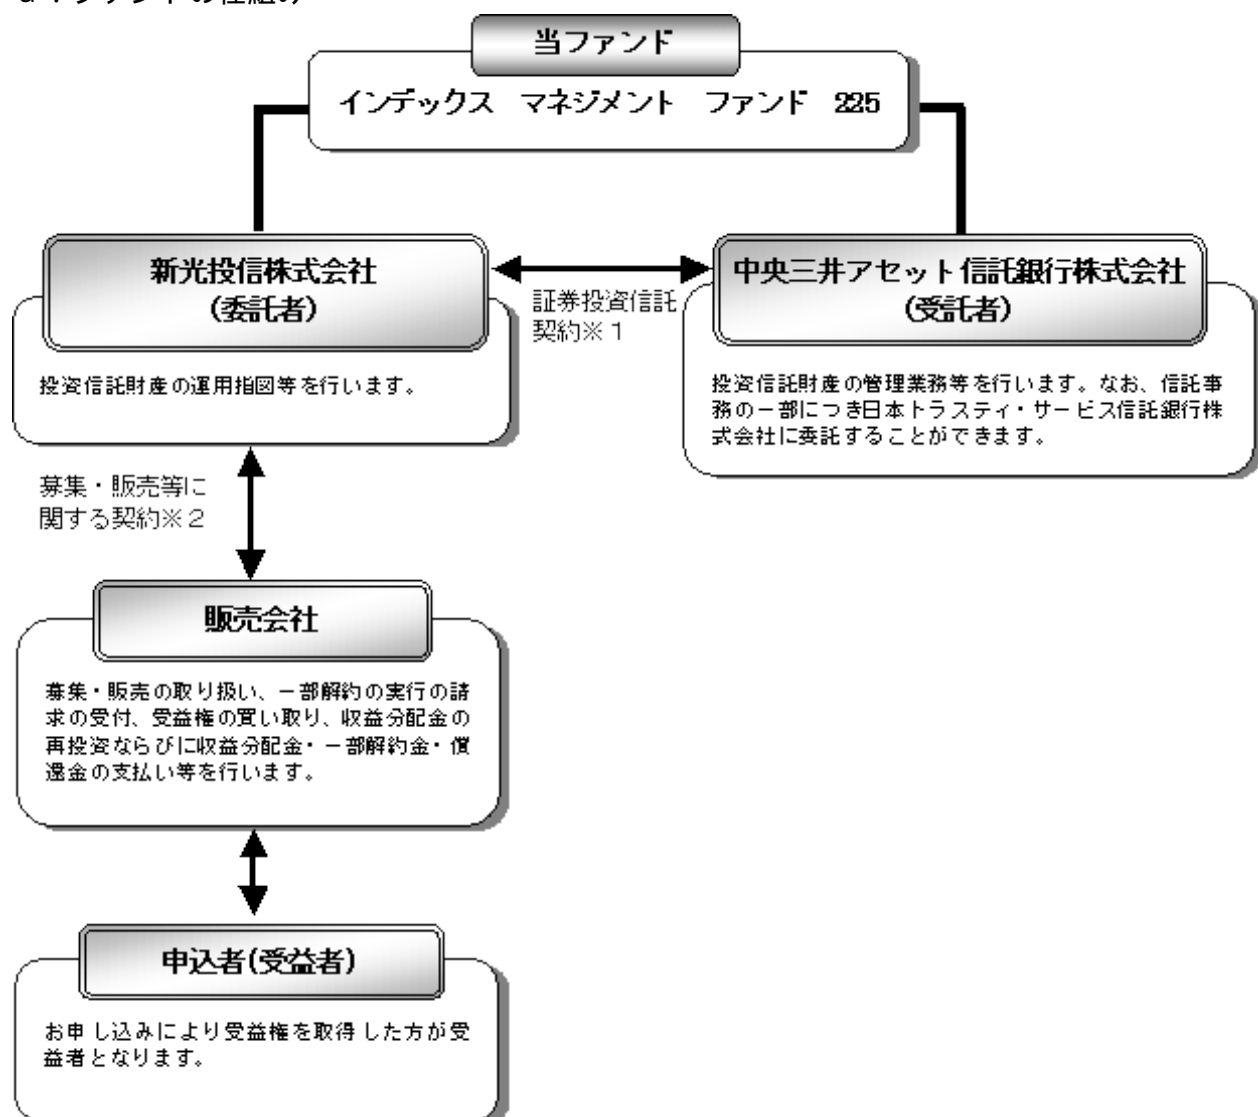 当ファンド
インデックス マネジメント ファンド 225
新光投信株式会社
(委託者)
投資信託財産の運用指図等を行います。
証券投資信託
契約※1
中央三井アセット信託銀行株式会社
(受託者)
投資信託財産の管理業務等を行います。なお、信託事
務の一部につき日本トラスティ・サービス信託銀行株
式会社に委託することができます。
募集・販売等に
関する契約※2
販売会社
募集・販売の取り扱い、一部解約の実行の請
求の受付、受益権の買い取り、収益分配金の
再投資ならびに収益分配金・一部解約金・償
還金の支払い等を行います。
申込者(受益者)
お申し込みにより受益権を取得した方が受
益者となります。